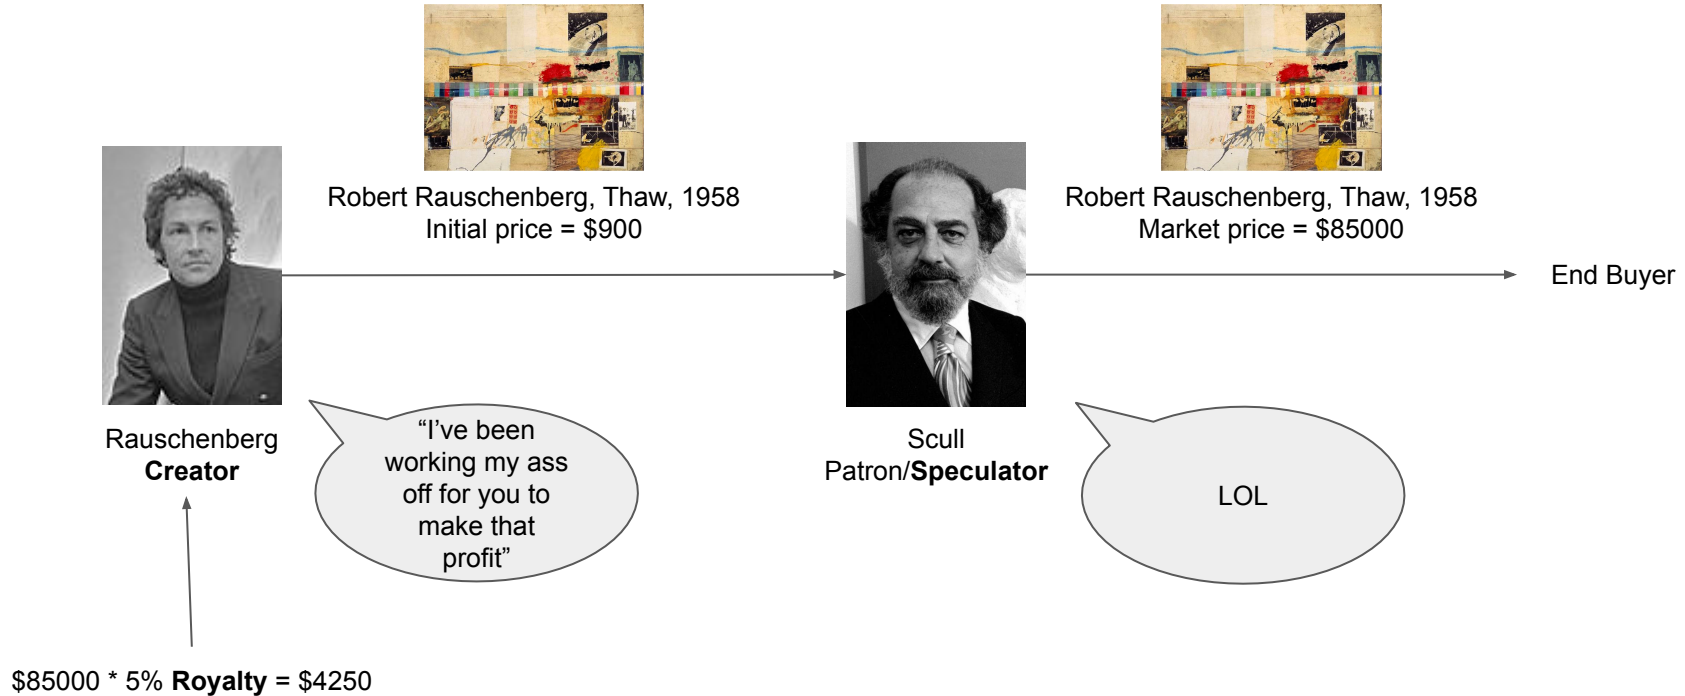 Robert Rauschenberg, Thaw, 1958
Initial price = $900
Robert Rauschenberg, Thaw, 1958
Market price = $85000
End Buyer
Rauschenberg
Creator
“I’ve been
working my ass
off for you to
make that
profit”
Scull
Patron/Speculator
LOL
$85000 * 5% Royalty = $4250